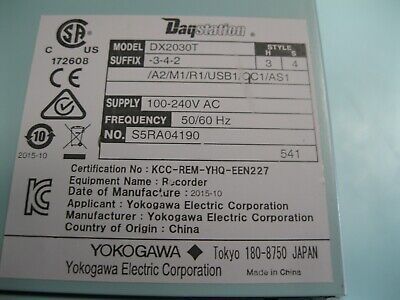 Daqstation
C US
172608
MODEL DX2030T
STYLE
H S
3 4
SUFFIX -3-4-2
/A2/M1/R1/USB1/CC1/AS1
SUPPLY 100-240V AC
FREQUENCY 50/60 Hz
NO. S5RA04190
10
2015-10
541
Certification No : KCC-REM-YHQ-EEN227
Equipment Name : Recorder
Date of Manufacture : 2015-10
Applicant : Yokogawa Electric Corporation
Manufacturer : Yokogawa Electric Corporation
Country of Origin : China
YOKOGAWA Tokyo 180-8750 JAPAN
Yokogawa Electric Corporation Made in China